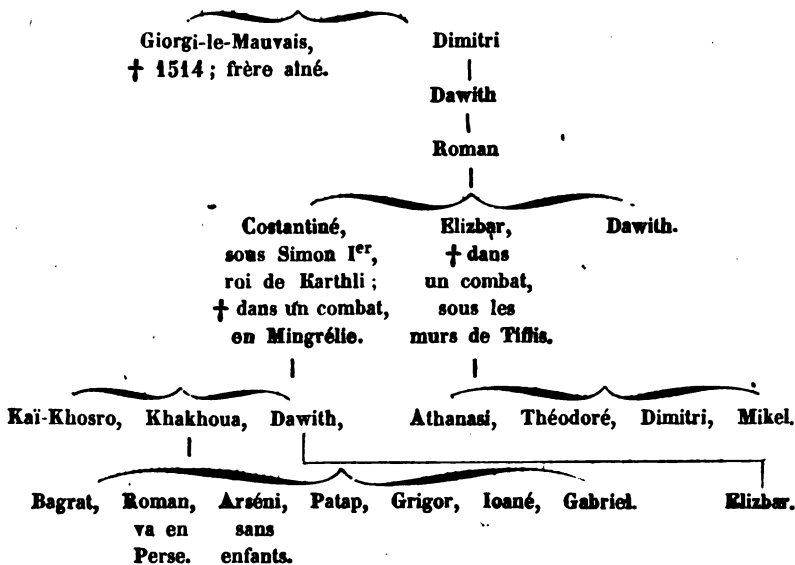 Giorgi-le-Mauvais, Dimitri
† 1514 ; frère aîné.
Dawith
Roman
Costantiné, Elizbar, Dawith.
sous Simon Iᵉʳ, † dans
roi de Karthli ; un combat,
† dans un combat, sous les
en Mingrélie. murs de Tiflis.
Kaï-Khosro, Khakhoua, Dawith, Athanasi, Théodoré, Dimitri, Mikel.
Bagrat, Roman, Arséni, Patap, Grigor, Ioané, Gabriel. Elizbar.
va en sans
Perse. enfants.